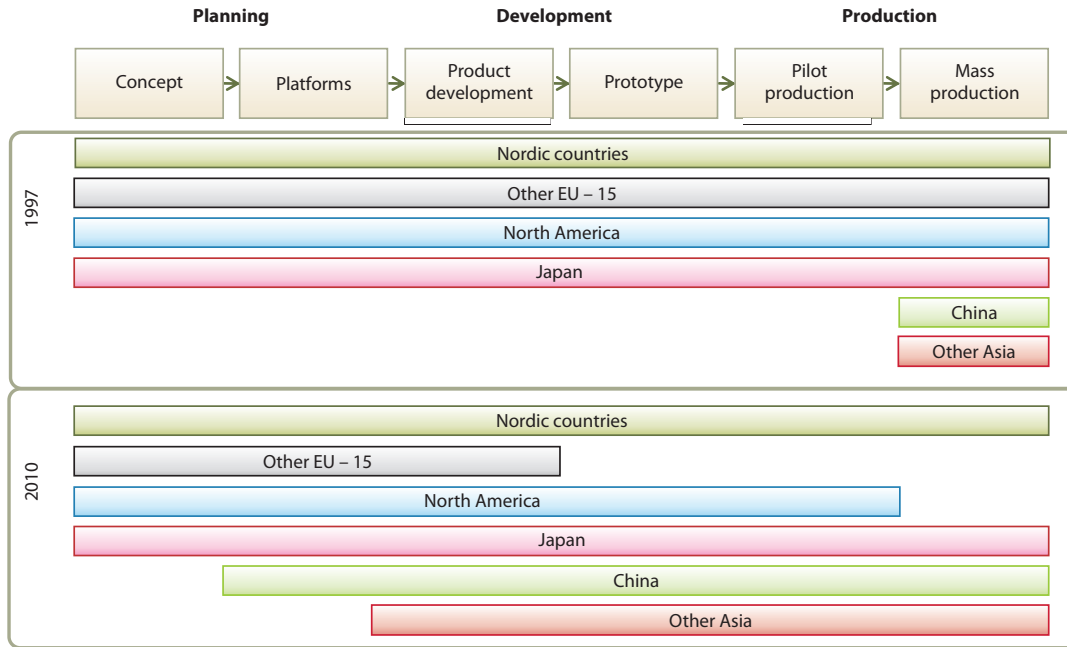 Planning Development Production
Concept
Platforms
Product
development
Prototype
Pilot
production
Mass
production
1997
Nordic countries
Other EU – 15
North America
Japan
China
Other Asia
2010
Nordic countries
Other EU – 15
North America
Japan
China
Other Asia